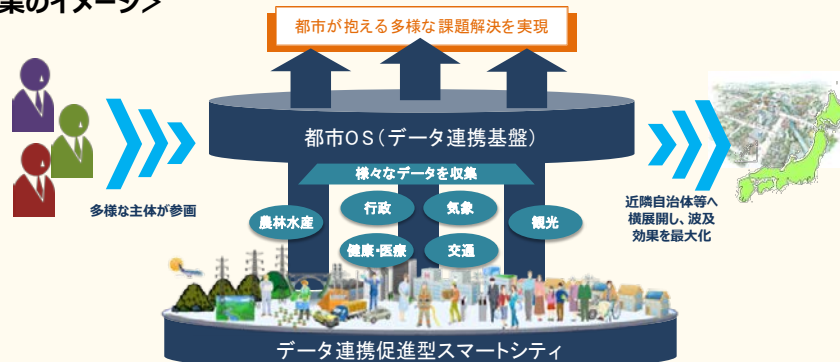 業のイメージ＞
都市が抱える多様な課題解決を実現
都市OS（データ連携基盤）
様々なデータを収集
農林水産
行政
気象
観光
健康・医療
交通
多様な主体が参画
近隣自治体等へ
横展開し、波及
効果を最大化
データ連携促進型スマートシティ